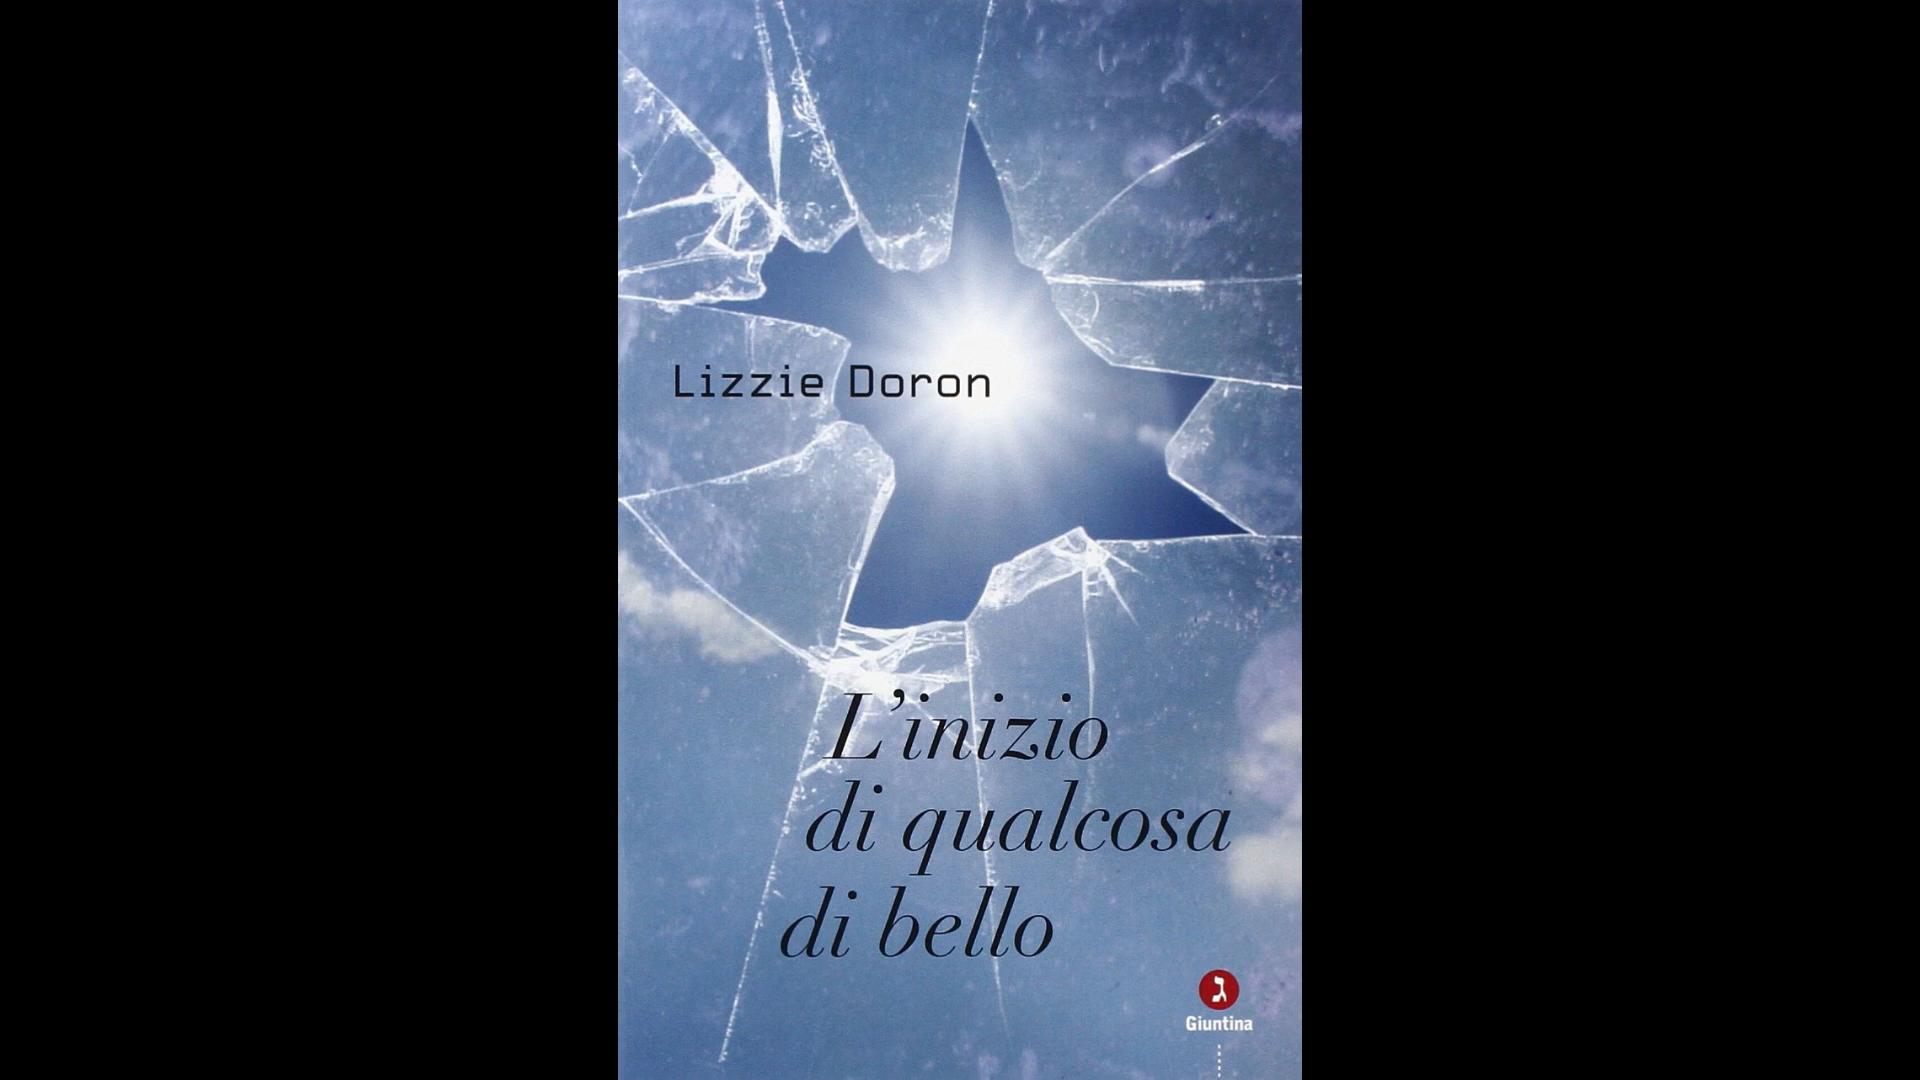 Lizzie Doron
L’inizio
di qualcosa
di bello
ג
Giuntina